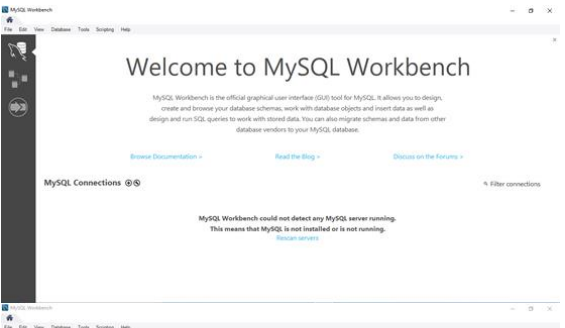 MySQL Workbench
File Edit View Database Tools Scripting Help
Welcome to MySQL Workbench
MySQL Workbench is the official graphical user interface (GUI) tool for MySQL. It allows you to design,
create and browse your database schemas, work with database objects and insert data as well as
design and run SQL queries to work with stored data. You can also migrate schemas and data from other
database vendors to your MySQL database.
Browse Documentation > Read the Blog > Discuss on the Forums >
MySQL Connections Filter connections
MySQL Workbench could not detect any MySQL server running.
This means that MySQL is not installed or is not running.
Rescan servers
MySQL Workbench
File Edit View Database Tools Scripting Help